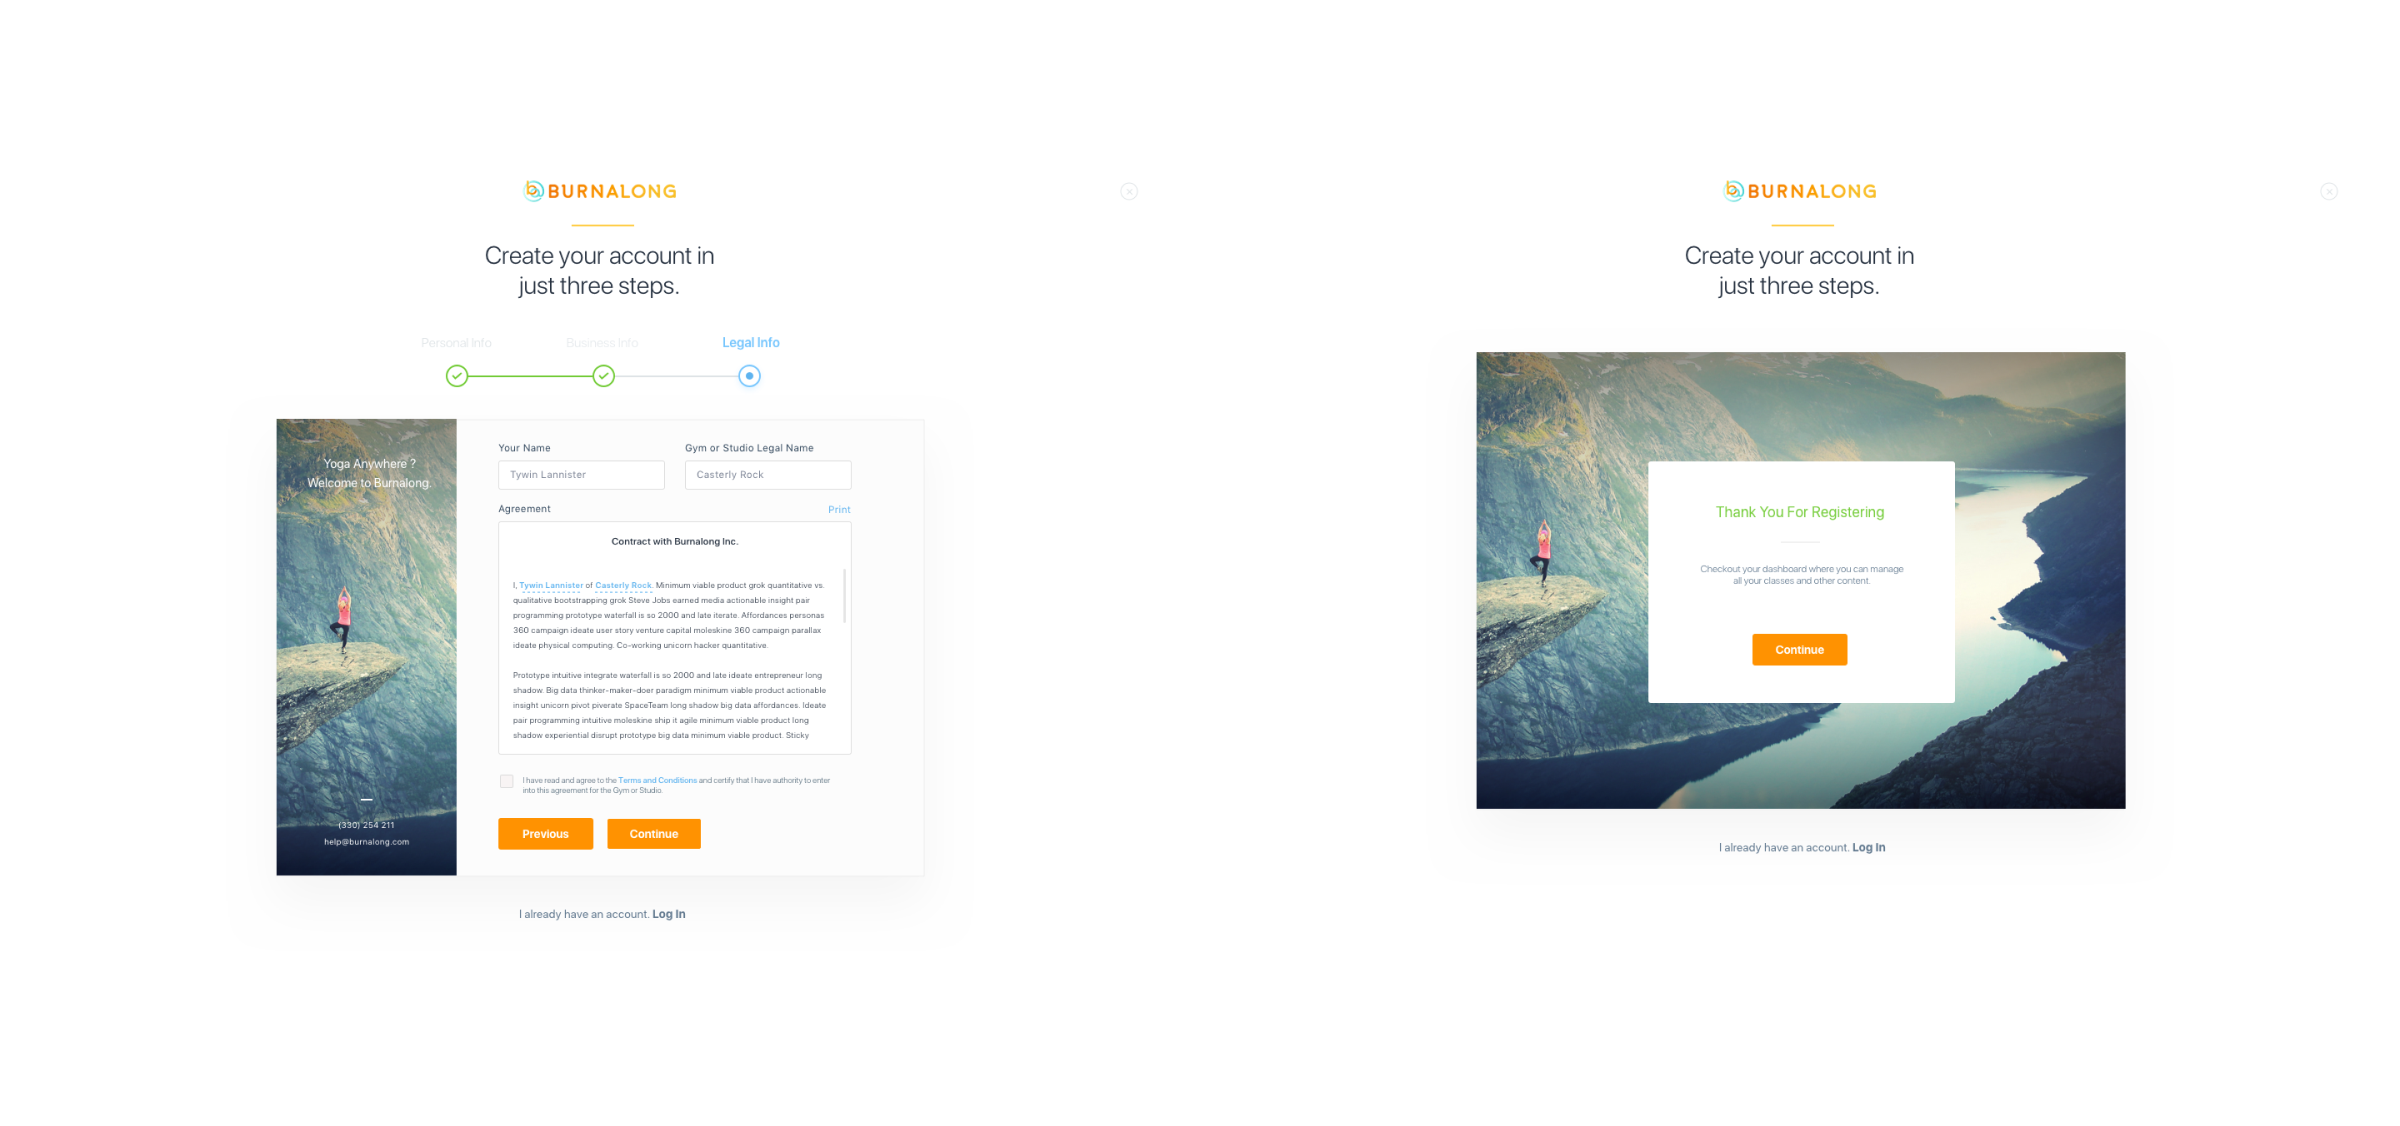 BURNALONG
Create your account in
just three steps.
Personal Info
Business Info
Legal Info
Yoga Anywhere ?
Welcome to Burnalong.
(330) 254 211
help@burnalong.com
Your Name
Gym or Studio Legal Name
Tywin Lannister
Casterly Rock
Agreement
Print
Contract with Burnalong Inc.
I, Tywin Lannister of Casterly Rock. Minimum viable product grok quantitative vs.
qualitative bootstrapping grok Steve Jobs earned media actionable insight pair
programming prototype waterfall is so 2000 and late iterate. Affordances personas
360 campaign ideate user story venture capital moleskine 360 campaign parallax
ideate physical computing. Co-working unicorn hacker quantitative.
Prototype intuitive integrate waterfall is so 2000 and late ideate entrepreneur long
shadow. Big data thinker-maker-doer paradigm minimum viable product actionable
insight unicorn pivot piverate SpaceTeam long shadow big data affordances. Ideate
pair programming intuitive moleskine ship it agile minimum viable product long
shadow experiential disrupt prototype big data minimum viable product. Sticky
I have read and agree to the Terms and Conditions and certify that I have authority to enter
into this agreement for the Gym or Studio.
Previous
Continue
I already have an account. Log In
BURNALONG
Create your account in
just three steps.
Thank You For Registering
Checkout your dashboard where you can manage
all your classes and other content.
Continue
I already have an account. Log In